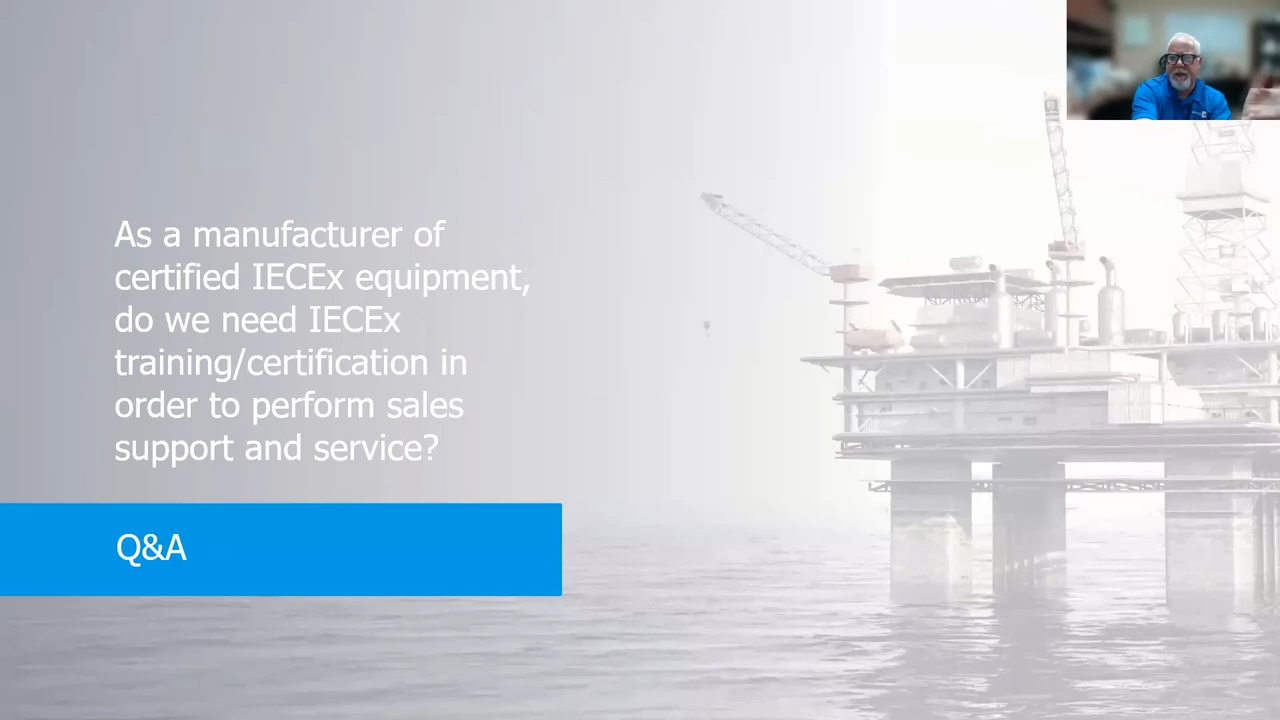 As a manufacturer of
certified IECEx equipment,
do we need IECEx
training/certification in
order to perform sales
support and service?
Q&A